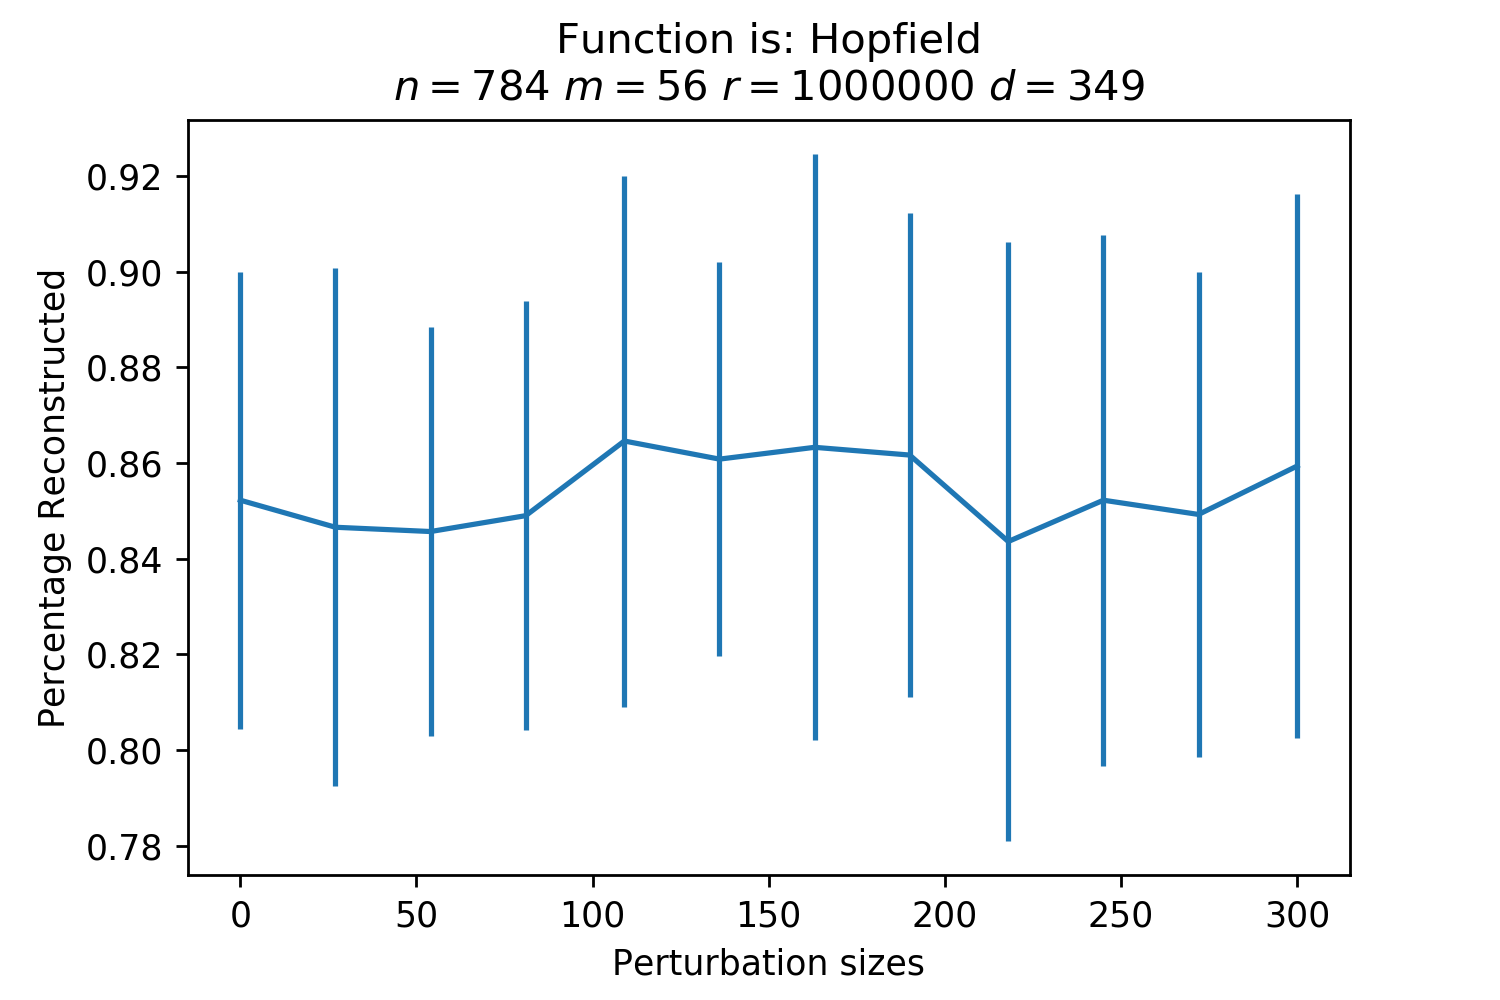 Function is: Hopfield
n = 784 m = 56 r = 1000000 d = 349
0.92
0.90
0.88
0.86
0.84
0.82
0.80
0.78
Percentage Reconstructed
0 50 100 150 200 250 300
Perturbation sizes